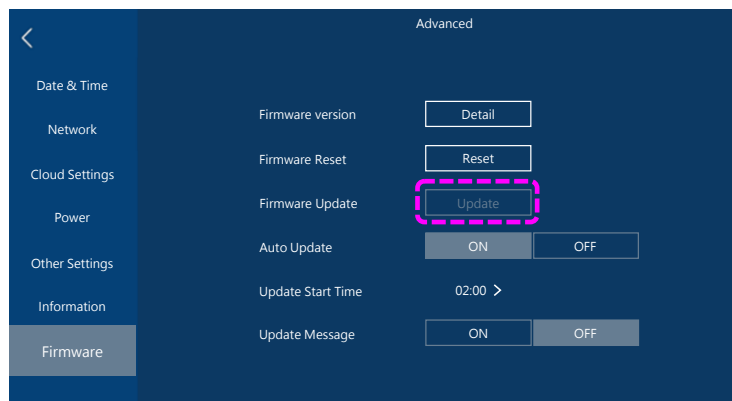 Advanced
Date & Time
Network
Cloud Settings
Power
Other Settings
Information
Firmware
Firmware version Detail
Firmware Reset Reset
Firmware Update Update
Auto Update ON OFF
Update Start Time 02:00 >
Update Message ON OFF